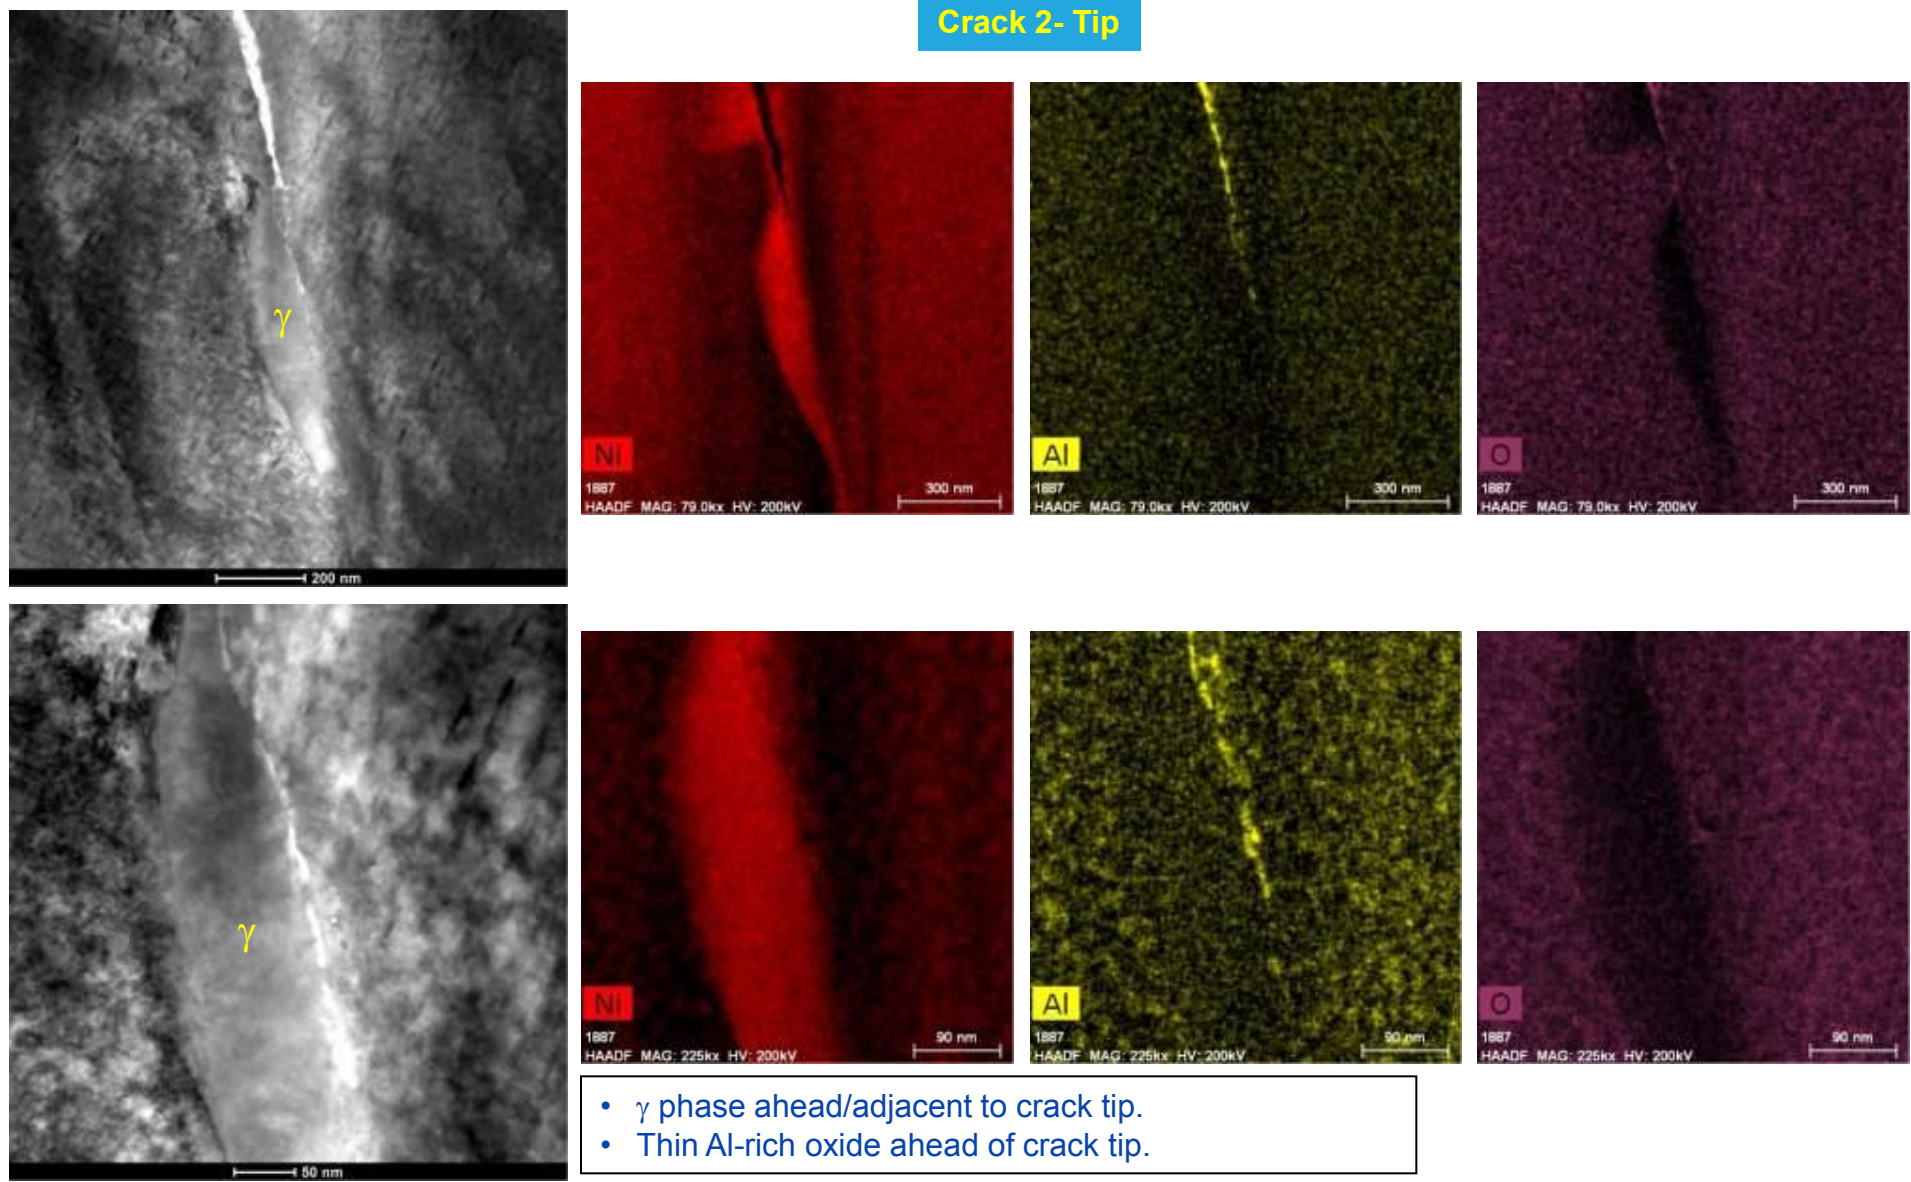 Crack 2- Tip
γ
200 nm
Ni
1887
300 nm
HAADF MAG: 79.0kx HV: 200kV
Al
1887
300 nm
HAADF MAG: 79.0kx HV: 200kV
O
1887
300 nm
HAADF MAG: 79.0kx HV: 200kV
γ
50 nm
Ni
1887
90 nm
HAADF MAG: 225kx HV: 200kV
Al
1887
90 nm
HAADF MAG: 225kx HV: 200kV
O
1887
90 nm
HAADF MAG: 225kx HV: 200kV
• γ phase ahead/adjacent to crack tip.
• Thin Al-rich oxide ahead of crack tip.